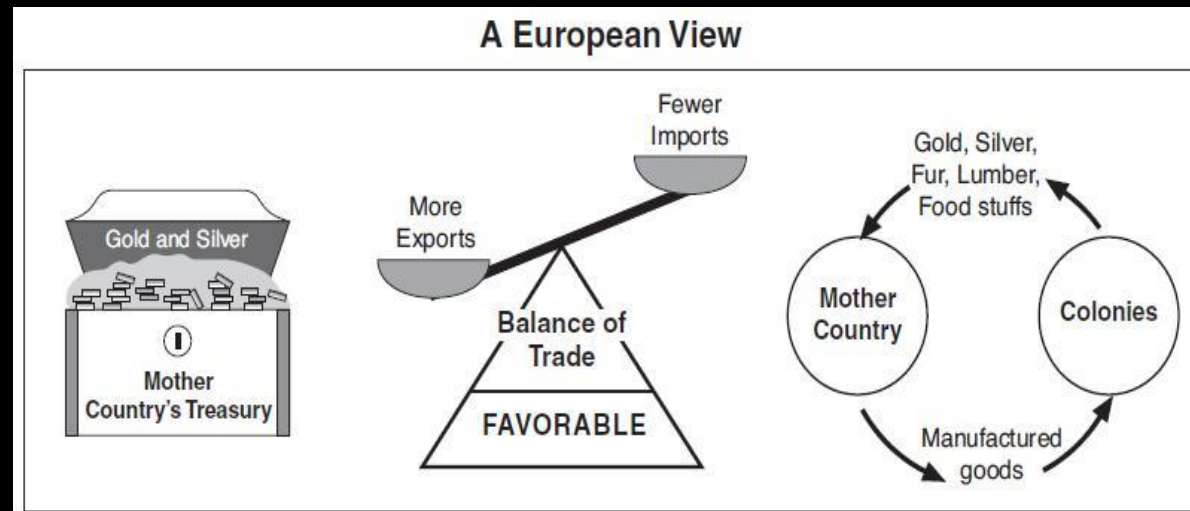 A European View
Gold and Silver
Mother
Country's Treasury
More
Exports
Fewer
Imports
Balance of
Trade
FAVORABLE
Gold, Silver,
Fur, Lumber,
Food stuffs
Mother
Country
Colonies
Manufactured
goods